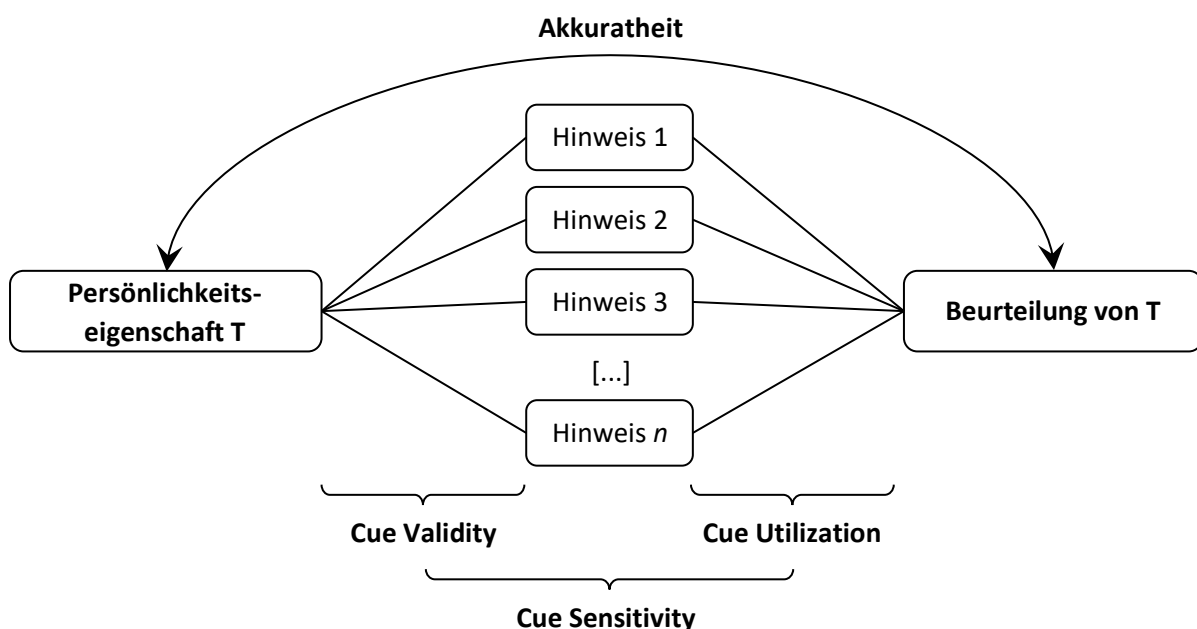 Akkuratheit
Hinweis 1
Hinweis 2
Persönlichkeits-
eigenschaft T
Hinweis 3
Beurteilung von T
[...]
Hinweis n
Cue Validity
Cue Utilization
Cue Sensitivity